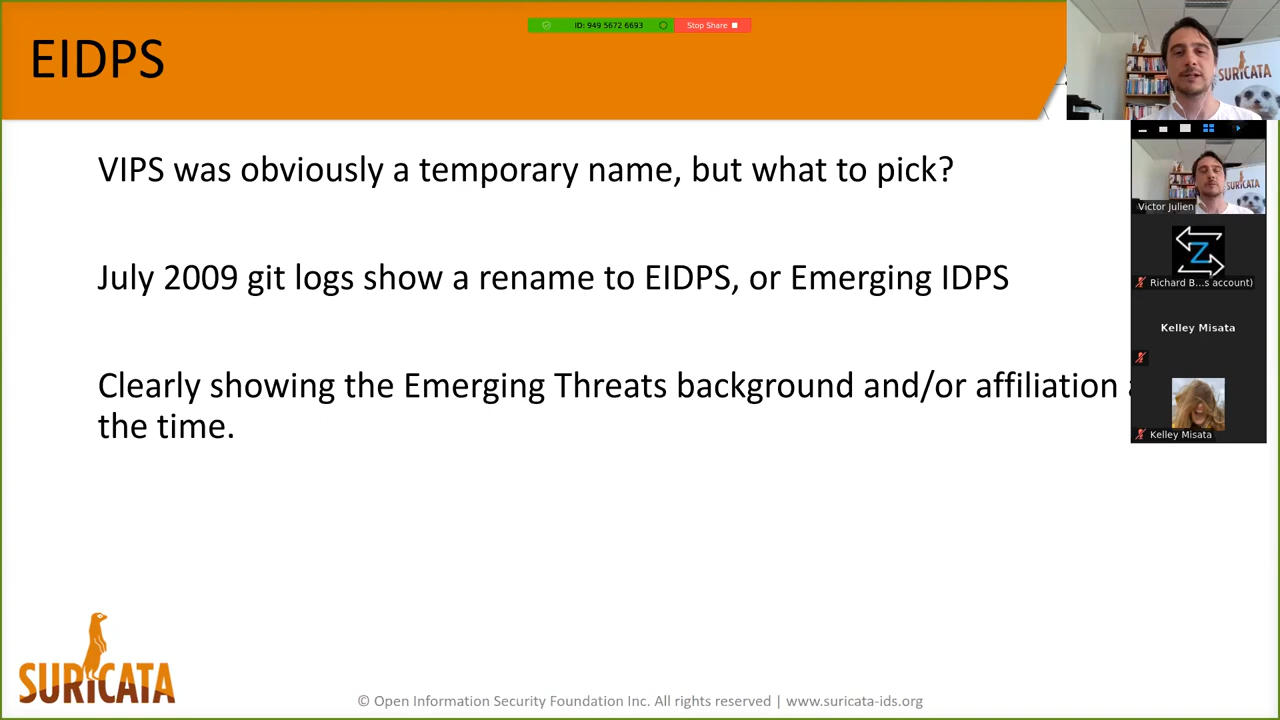 EIDPS
ID: 949 5672 6693
Stop Share
SURICATA
VIPS was obviously a temporary name, but what to pick?
July 2009 git logs show a rename to EIDPS, or Emerging IDPS
Clearly showing the Emerging Threats background and/or affiliation
the time.
SURICATA
Victor Julien
Z
Richard B...s account)
Kelley Misata
Kelley Misata
SURICATA
© Open Information Security Foundation Inc. All rights reserved | www.suricata-ids.org